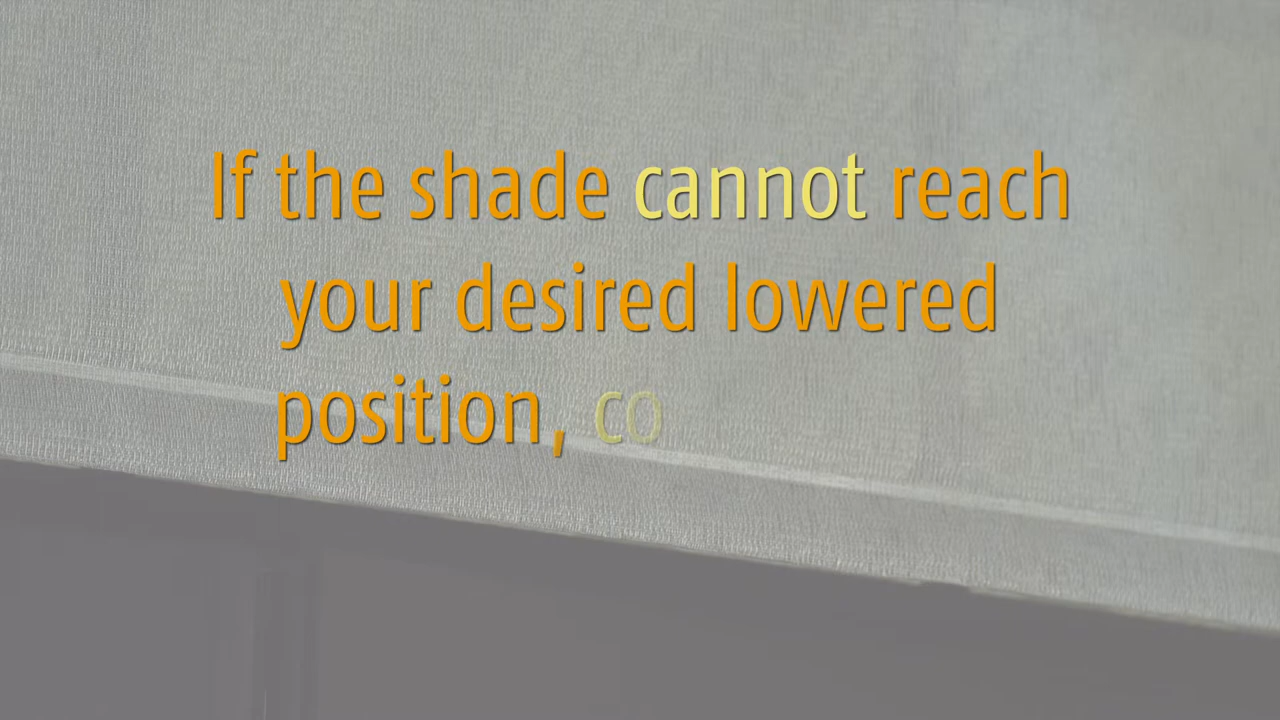 If the shade cannot reach
your desired lowered
position, co